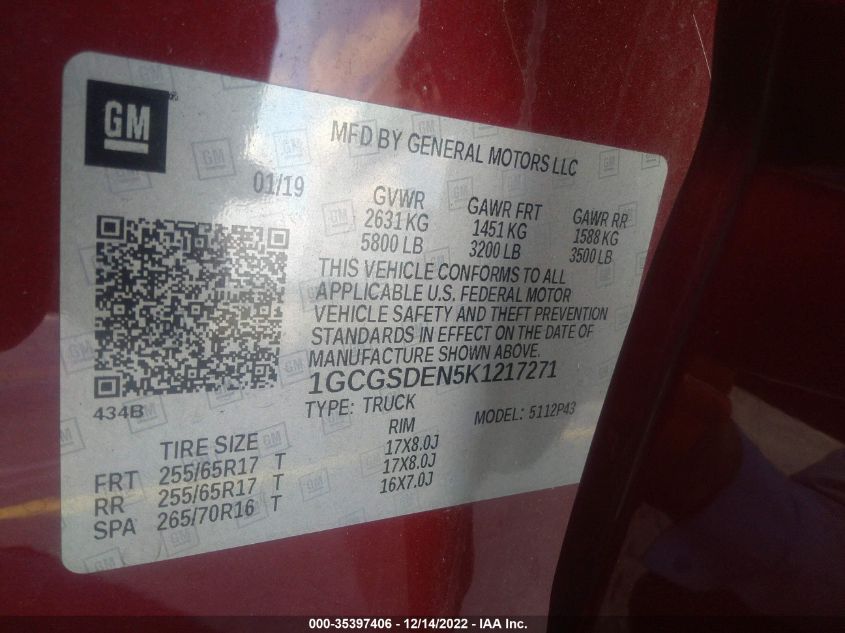 GM
MFD BY GENERAL MOTORS LLC
01/19
GVWR GAWR FRT GAWR RR
2631 KG 1451 KG 1588 KG
5800 LB 3200 LB 3500 LB
THIS VEHICLE CONFORMS TO ALL
APPLICABLE U.S. FEDERAL MOTOR
VEHICLE SAFETY AND THEFT PREVENTION
STANDARDS IN EFFECT ON THE DATE OF
MANUFACTURE SHOWN ABOVE.
1GCGSDEN5K1217271
434B
TYPE: TRUCK MODEL: 5112P43
TIRE SIZE RIM
FRT 255/65R17 T 17X8.0J
RR 255/65R17 T 17X8.0J
SPA 265/70R16 T 16X7.0J
000-35397406 - 12/14/2022 - IAA Inc.